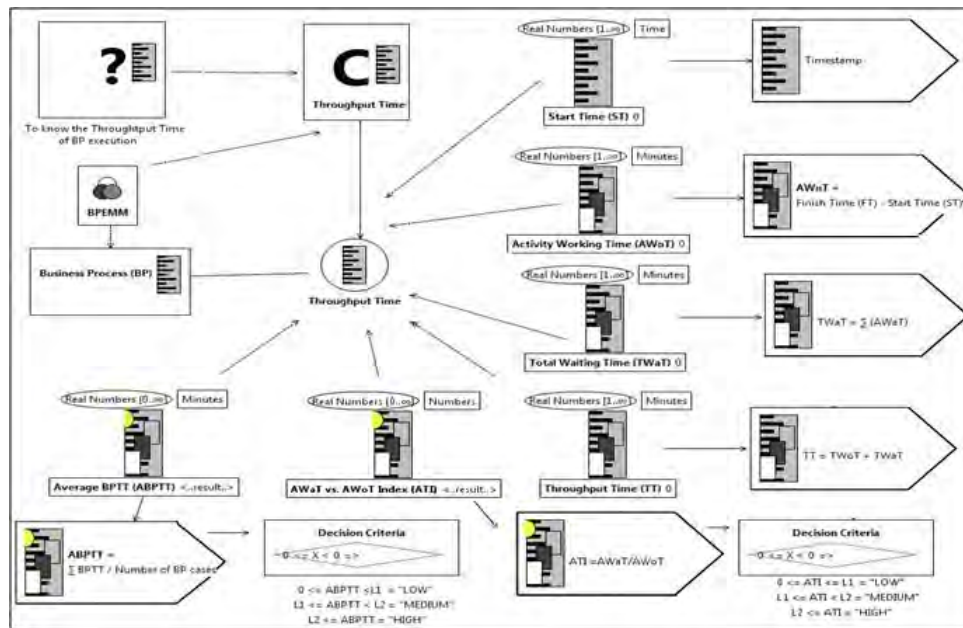 ?
To know the Throughtput Time
of BP execution
C
Throughput Time
BPEMM
Business Process (BP)
Throughput Time
Real Numbers [1..∞) Time
Start Time (ST) 0
Timestamp
Real Numbers [1..∞) Minutes
Activity Working Time (AWoT) 0
AWoT =
Finish Time (FT) - Start Time (ST)
Real Numbers [1..∞) Minutes
Total Waiting Time (TWaT) 0
TWaT = ∑ (AWaT)
Real Numbers [1..∞) Minutes
Throughput Time (TT) 0
TT = TWoT + TWaT
Real Numbers [0..∞) Minutes
Average BPTT (ABPTT) <..result..>
Real Numbers [0..∞) Numbers
AWaT vs. AWoT Index (ATI) <..result..>
ABPTT =
∑ BPTT / Number of BP cases
Decision Criteria
0 <= X < 0 =>
0 <= ABPTT <L1 = "LOW"
L1 <= ABPTT < L2 = "MEDIUM"
L2 <= ABPTT = "HIGH"
ATI =AWaT/AWoT
Decision Criteria
0 <= X < 0 =>
0 <= ATI <= L1 = "LOW"
L1 <= ATI < L2 = "MEDIUM"
L2 <= ATI = "HIGH"